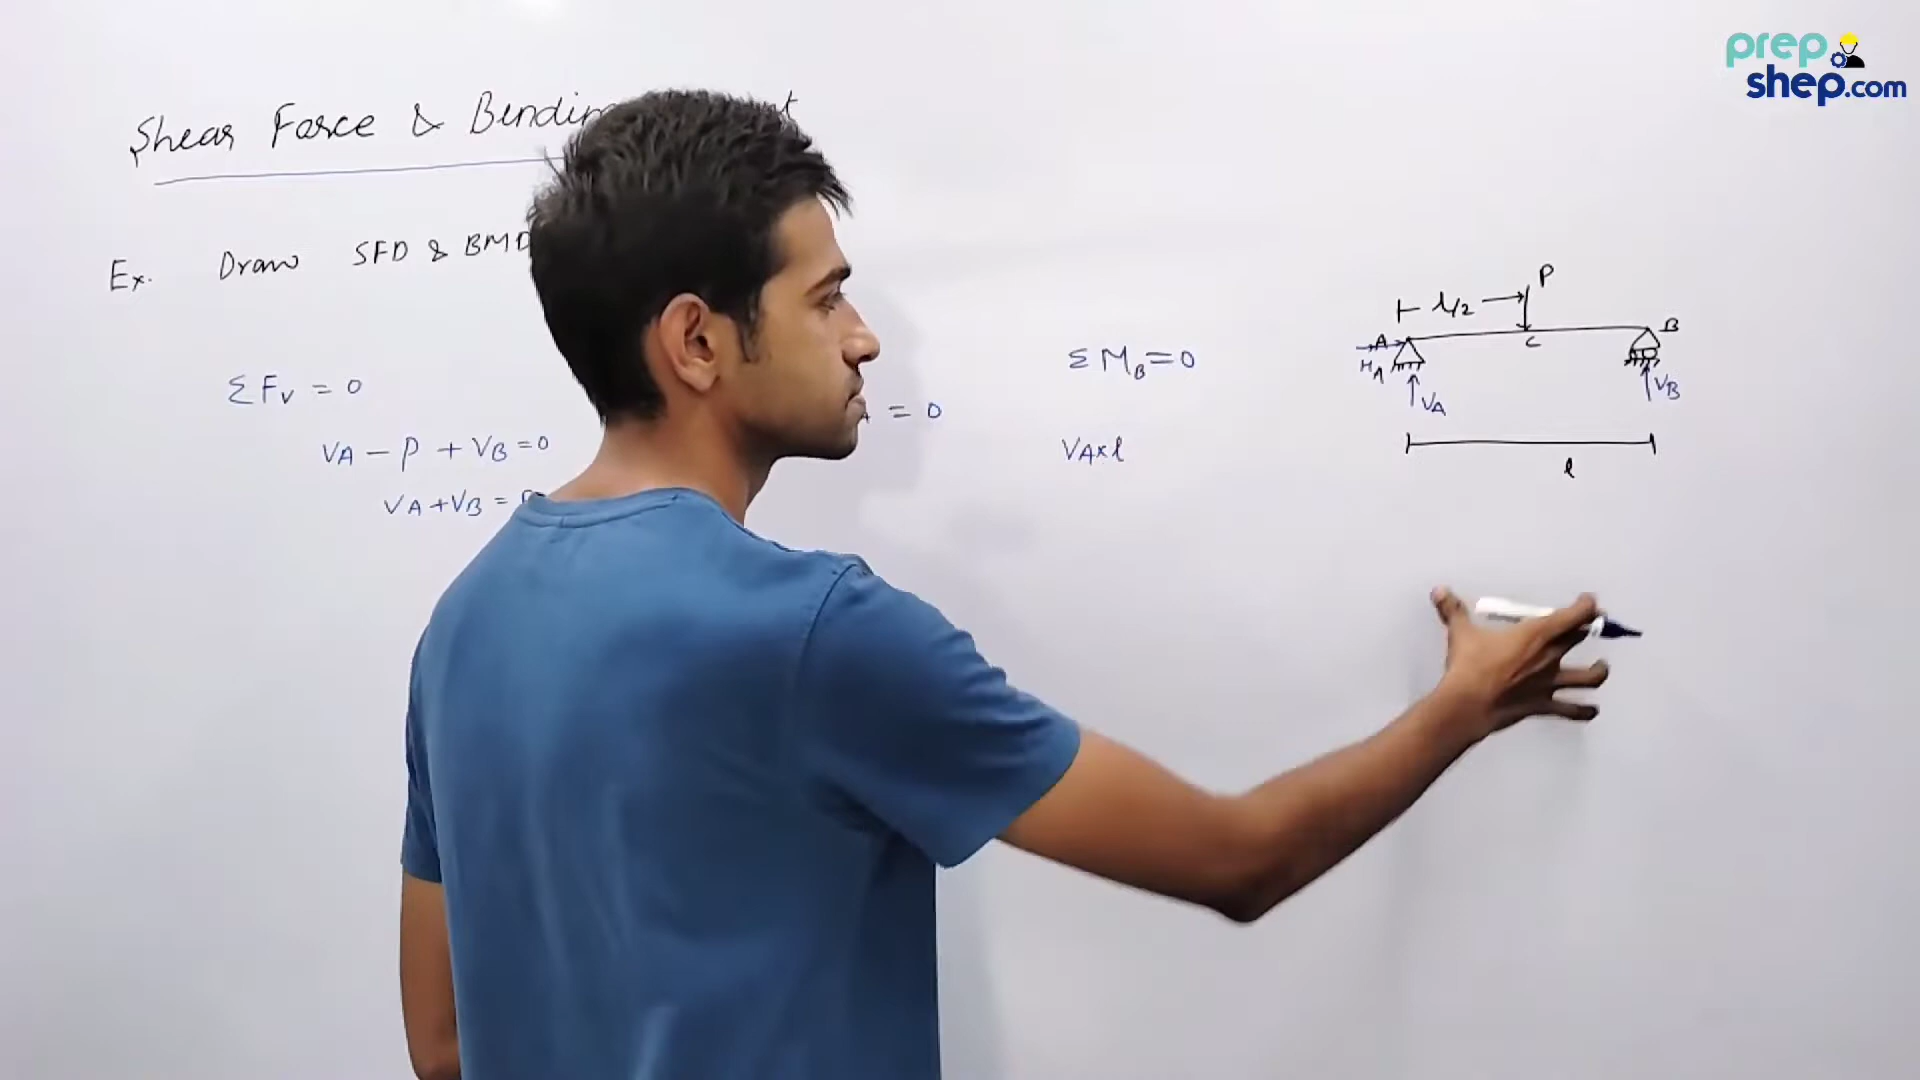 prep
shep.com
Shear Force &
Ex. Draw SFD & BMD
ΣFv = 0
VA - P + VB = 0
VA + VB =
= 0
ΣMB = 0
VA×l
P
l/2
A
B
C
HA
VA
VB
l